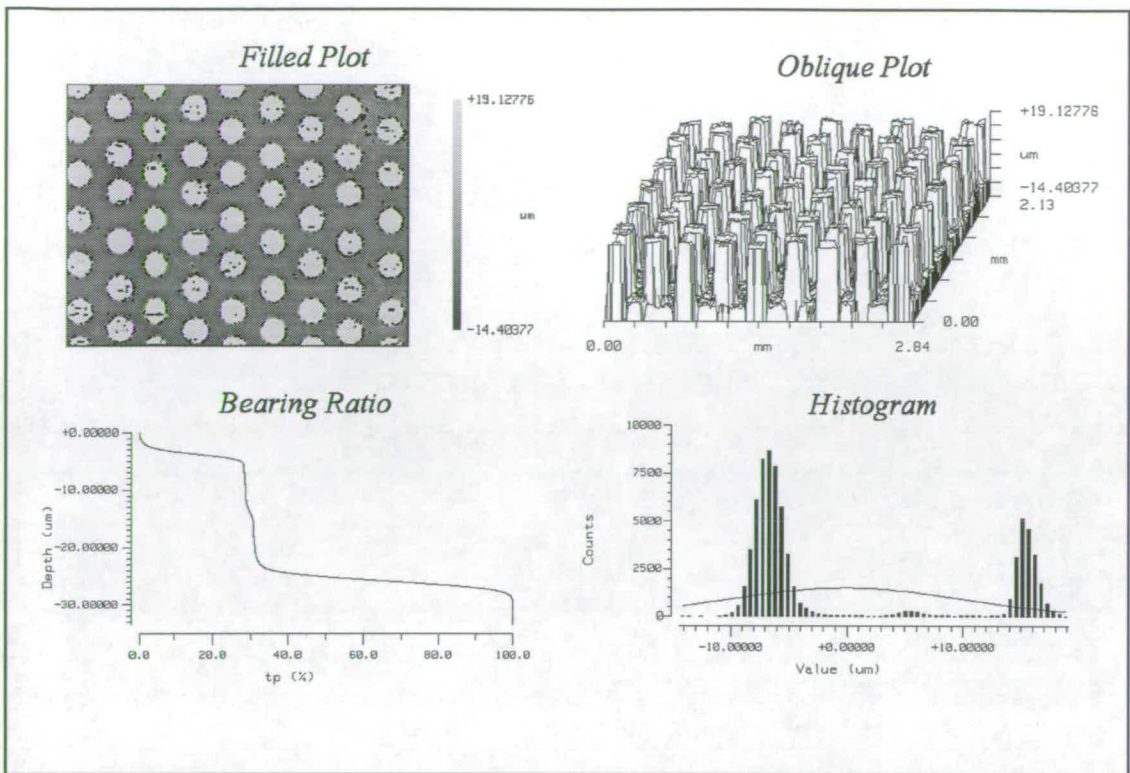 Filled Plot
+19.12776
um
-14.40377
Oblique Plot
+19.12776
um
-14.40377
2.13
mm
0.00
0.00
mm
2.84
Bearing Ratio
+0.00000
-10.00000
-20.00000
-30.00000
Depth (um)
0.0
20.0
40.0
60.0
80.0
100.0
tp (%)
Histogram
10000
7500
5000
2500
0
Counts
-10.00000
+0.00000
+10.00000
Value (um)